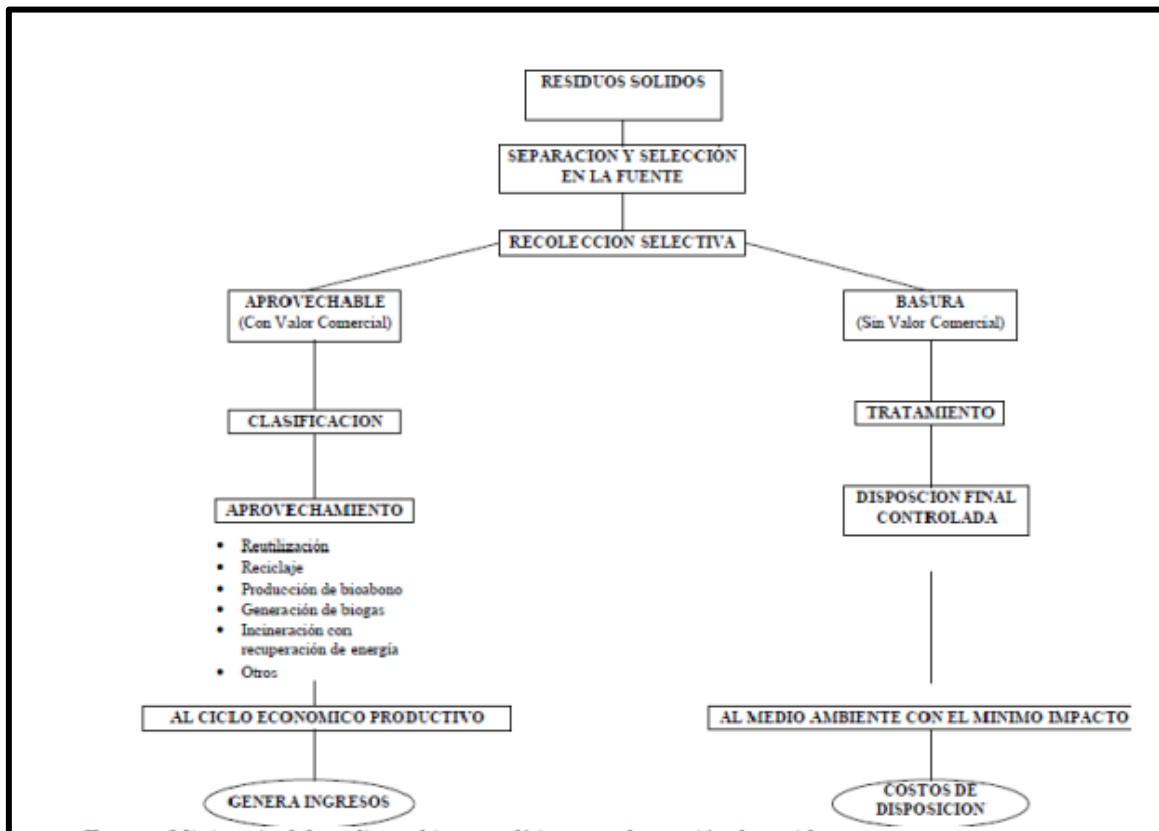 RESIDUOS SOLIDOS
SEPARACION Y SELECCIÓN
EN LA FUENTE
RECOLECCION SELECTIVA
APROVECHABLE
(Con Valor Comercial)
CLASIFICACION
APROVECHAMIENTO
• Reutilización
• Reciclaje
• Producción de bioabono
• Generación de biogas
• Incineración con
recuperación de energía
• Otros
AL CICLO ECONOMICO PRODUCTIVO
GENERA INGRESOS
BASURA
(Sin Valor Comercial)
TRATAMIENTO
DISPOSCION FINAL
CONTROLADA
AL MEDIO AMBIENTE CON EL MINIMO IMPACTO
COSTOS DE
DISPOSICION